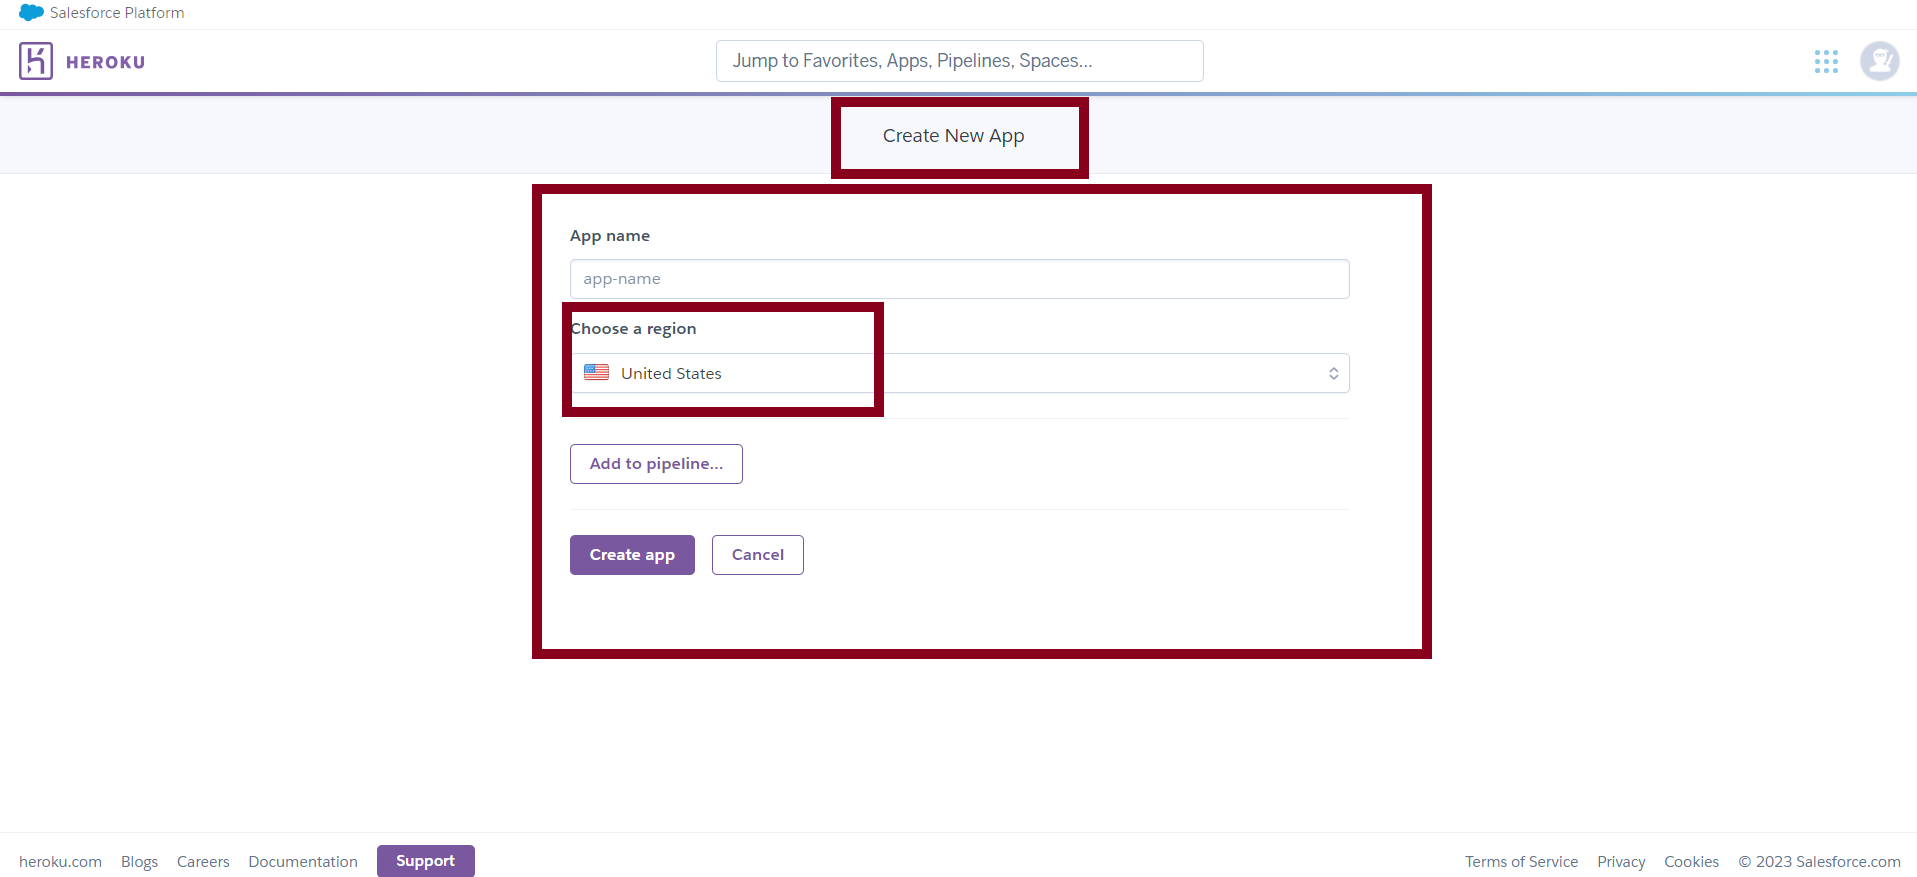 Salesforce Platform
HEROKU
Jump to Favorites, Apps, Pipelines, Spaces...
Create New App
App name
app-name
Choose a region
United States
Add to pipeline...
Create app Cancel
heroku.com Blogs Careers Documentation Support Terms of Service Privacy Cookies © 2023 Salesforce.com